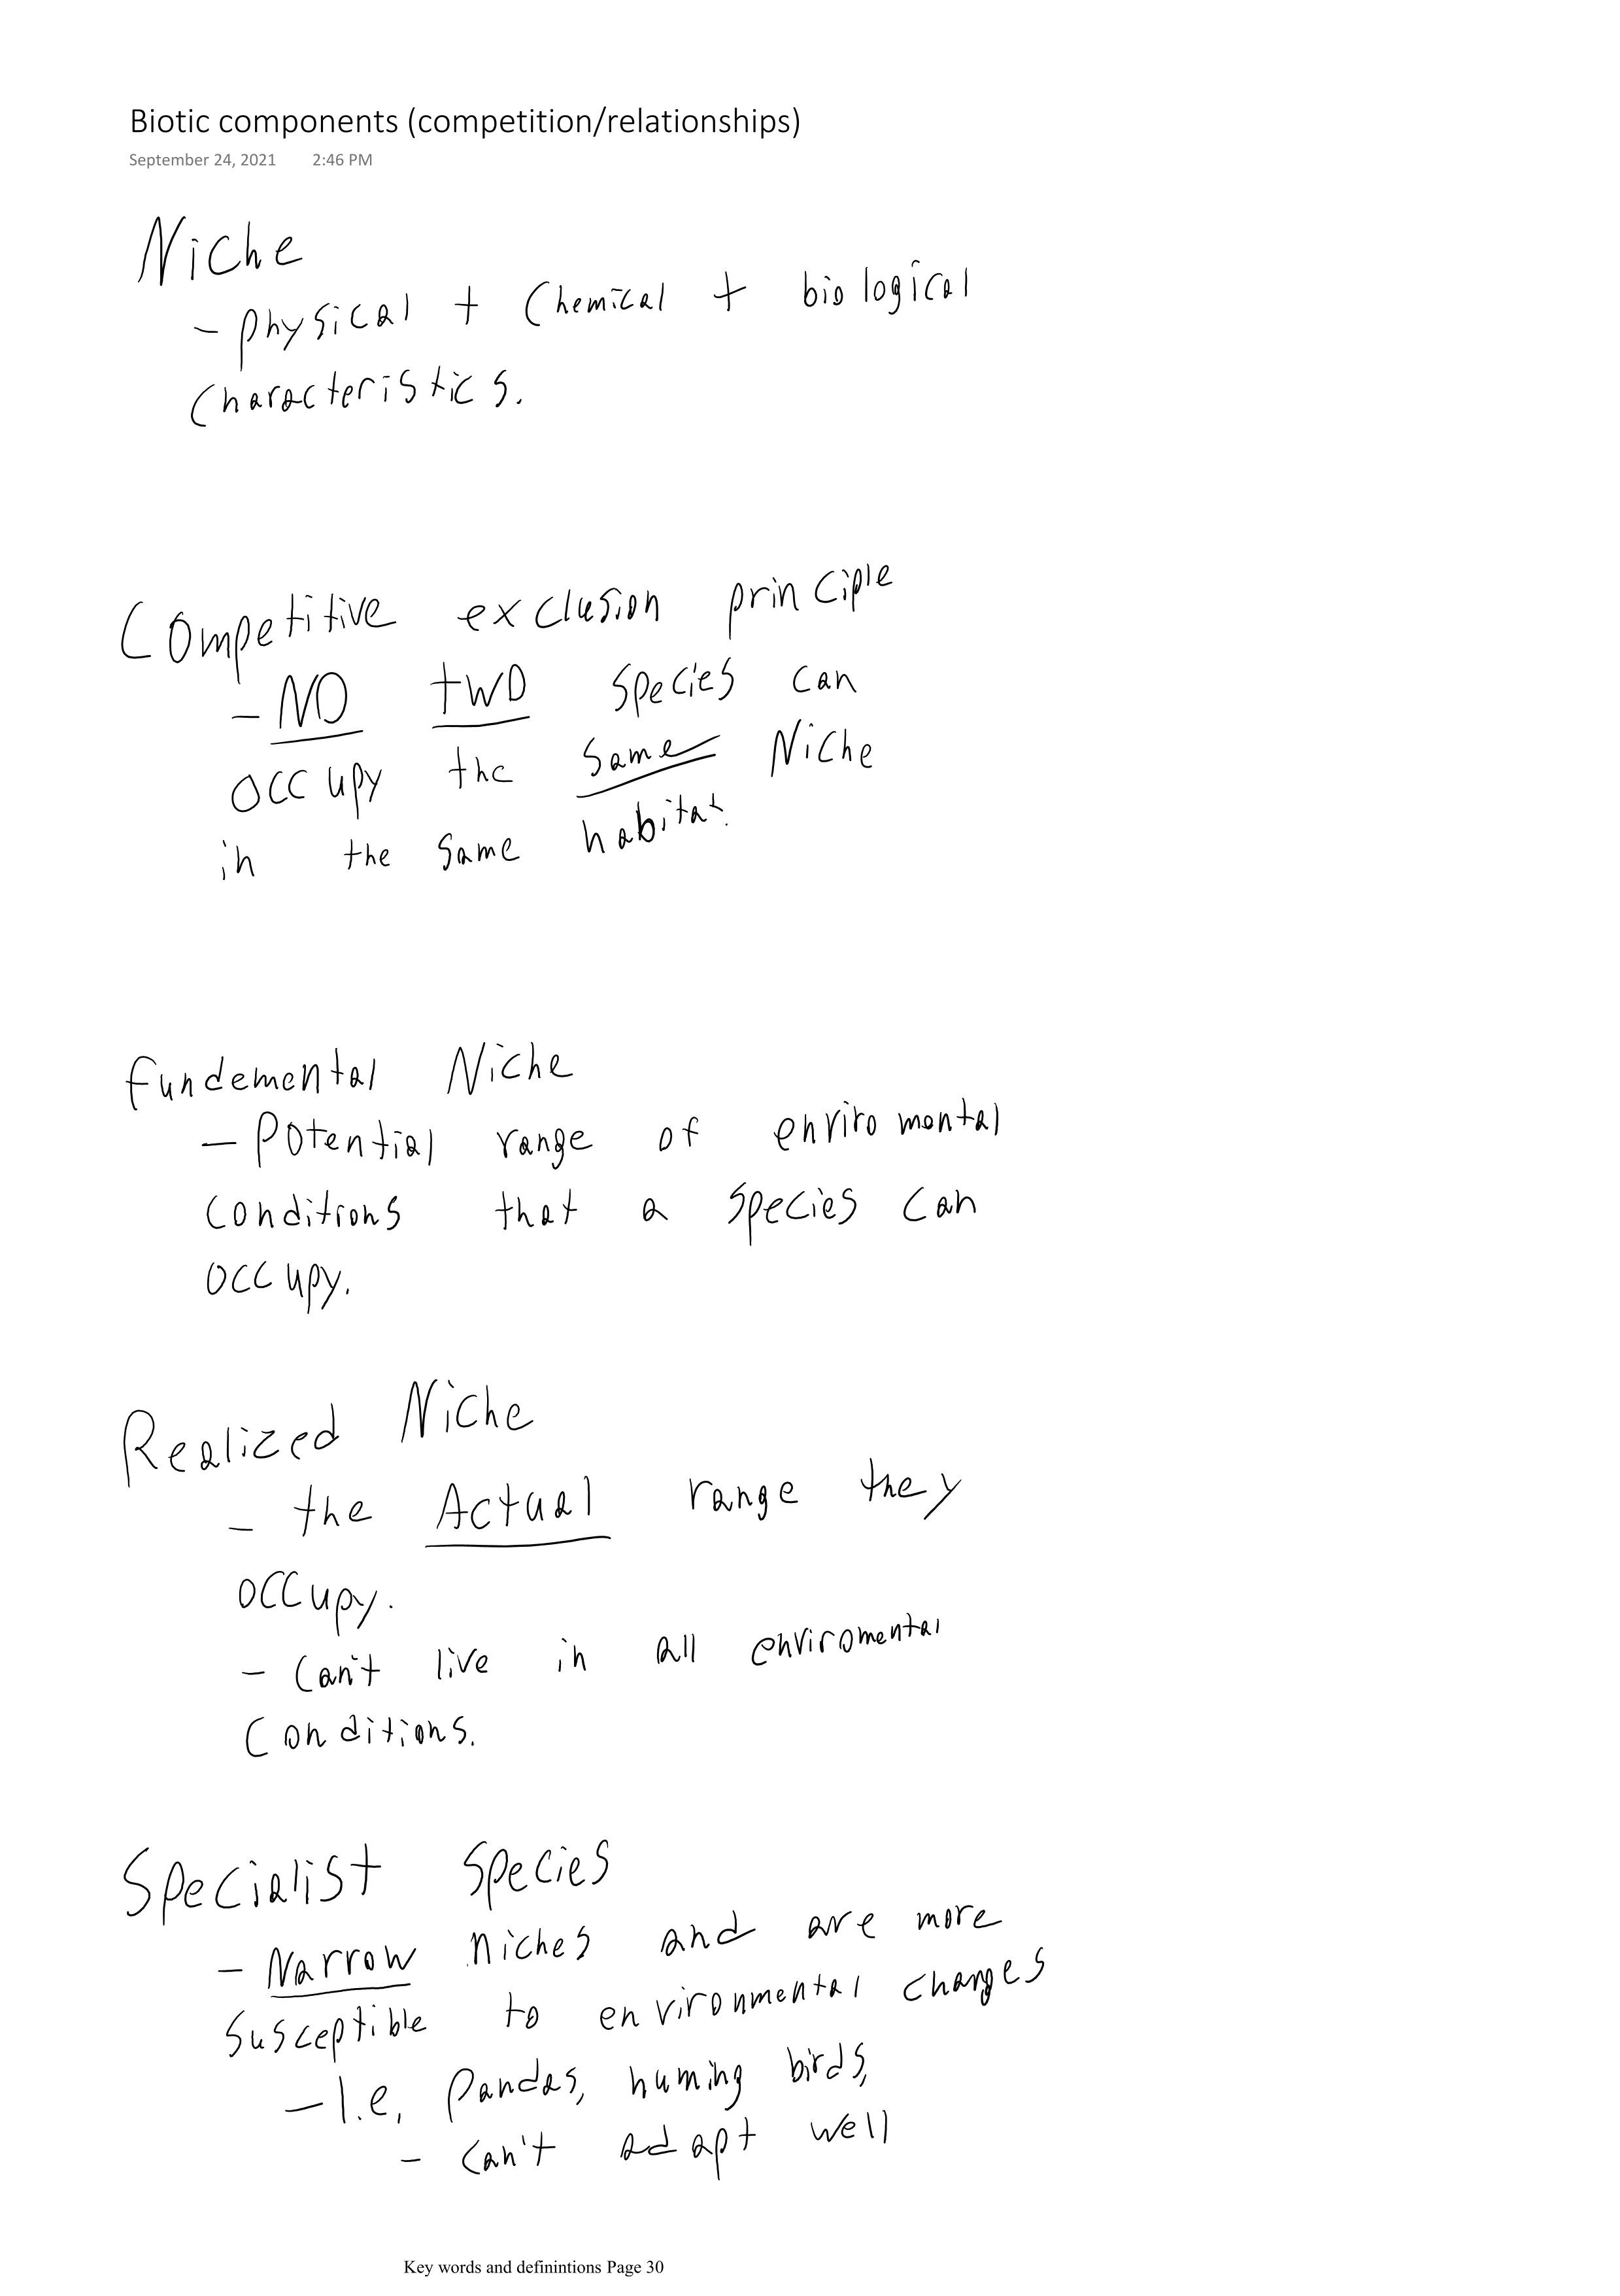 Biotic components (competition/relationships)
September 24, 2021 2:46 PM
Niche
- physical + Chemical + biological
Characteristics.
Competitive exclusion principle
- NO two species can
occupy the same Niche
in the same habitat.
fundemental Niche
- Potential range of enviromental
conditions that a species can
occupy.
Realized Niche
- the Actual range they
occupy.
- Can't live in all enviromental
Conditions.
Specialist species
- Narrow niches and are more
susceptible to environmental changes
- I.e, Pandas, huming birds,
- Can't adapt well
Key words and definintions Page 30